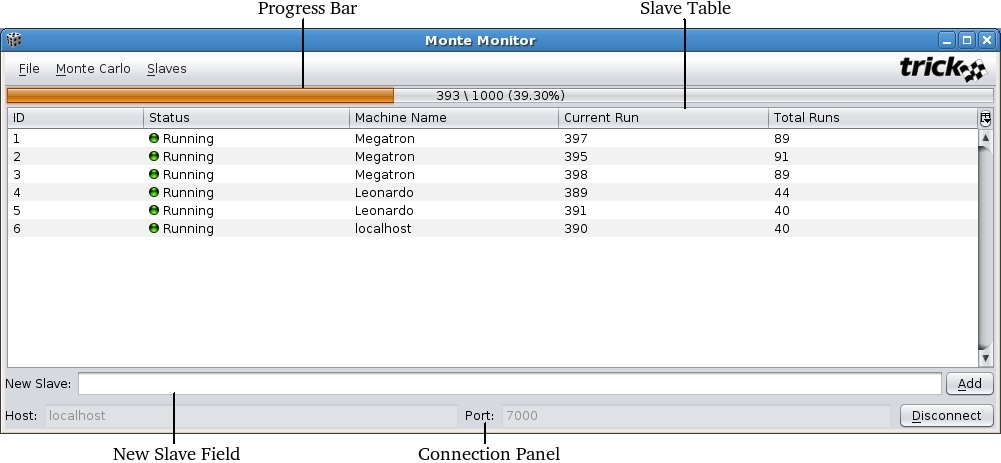 Progress Bar Slave Table
Monte Monitor
File Monte Carlo Slaves trick
393 \ 1000 (39.30%)
ID Status Machine Name Current Run Total Runs
1 Running Megatron 397 89
2 Running Megatron 395 91
3 Running Megatron 398 89
4 Running Leonardo 389 44
5 Running Leonardo 391 40
6 Running localhost 390 40
New Slave: Add
Host: localhost Port: 7000 Disconnect
New Slave Field Connection Panel